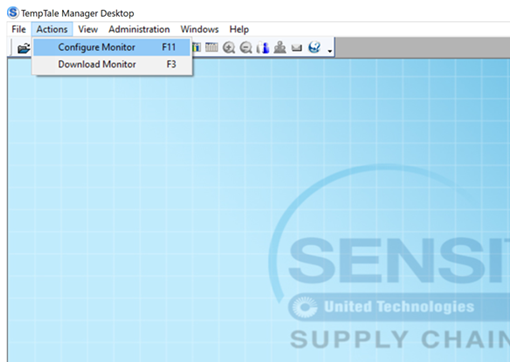 TempTale Manager Desktop
File Actions View Administration Windows Help
Configure Monitor F11
Download Monitor F3
SENSIT
United Technologies
SUPPLY CHAIN